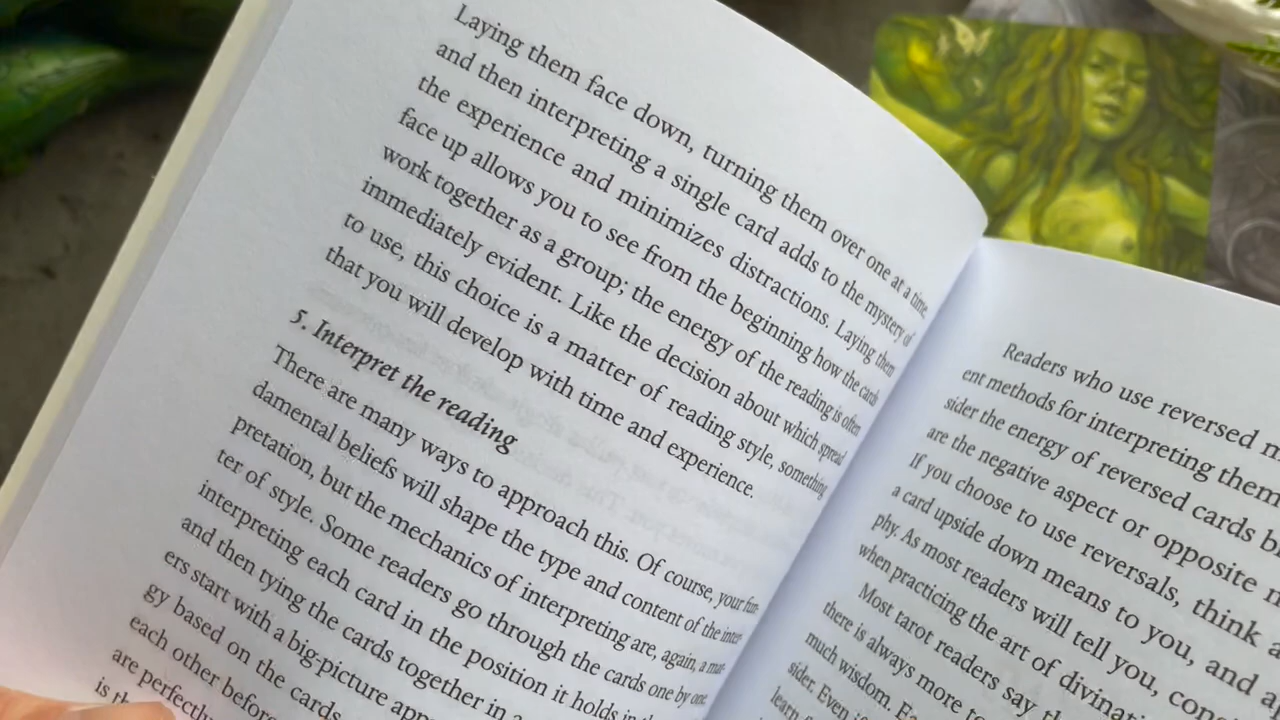 Laying them face down, turning them over one at a time,
and then interpreting a single card adds to the mystery of
the experience and minimizes distractions. Laying them
face up allows you to see from the beginning how the cards
work together as a group; the energy of the reading is often
immediately evident. Like the decision about which spread
to use, this choice is a matter of reading style, something
that you will develop with time and experience.
5. Interpret the reading
There are many ways to approach this. Of course, your fun-
damental beliefs will shape the type and content of the inter-
pretation, but the mechanics of interpreting are, again, a mat-
ter of style. Some readers go through the cards one by one,
interpreting each card in the position it holds in the
and then tying the cards together in a
ers start with a big-picture
gy based on the cards
each other before
are perfectly
is th
Readers who use reversed
ent methods for interpreting them
sider the energy of reversed cards
are the negative aspect or opposite
If you choose to use reversals, think
a card upside down means to you, and
phy. As most readers will tell you,
when practicing the art of
Most tarot readers say
there is always more to
much wisdom.
sider. Even
learn